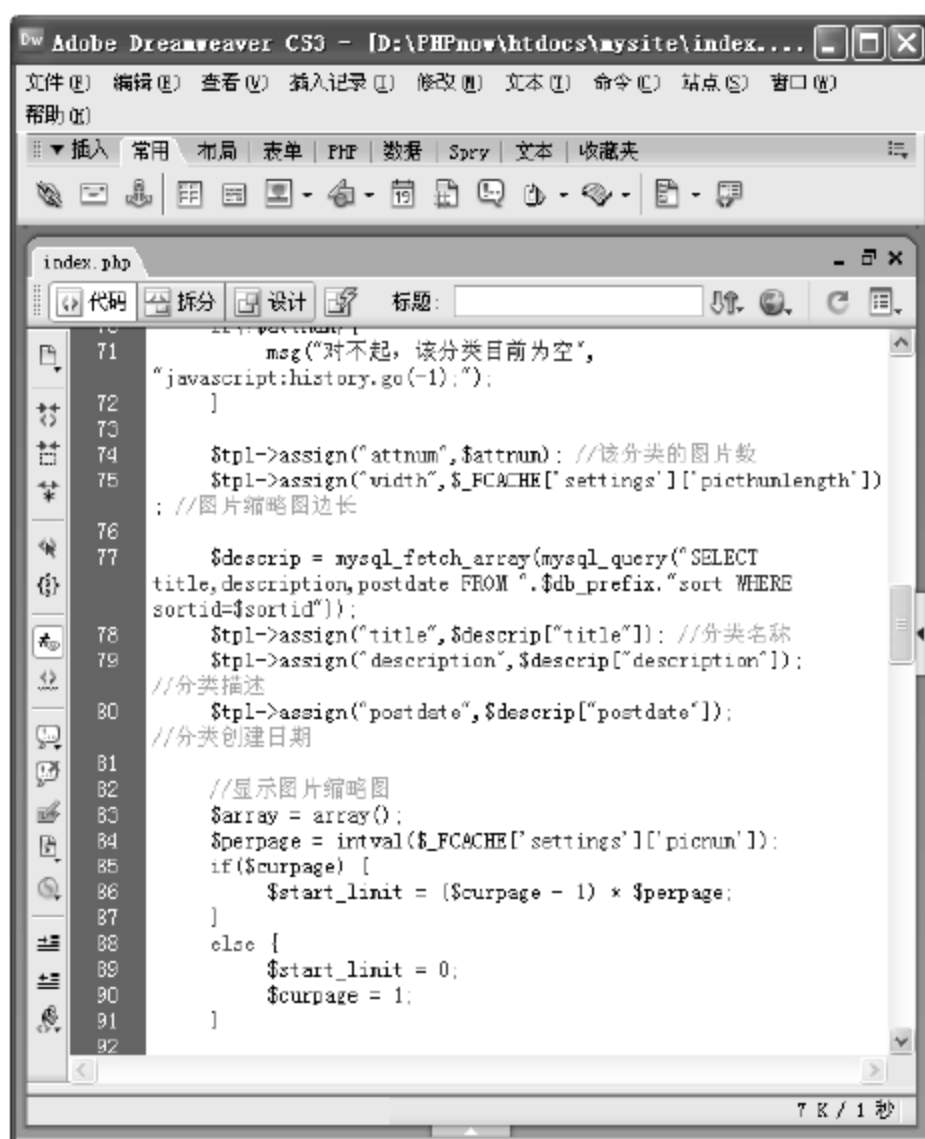 Dw Adobe Dreamweaver CS3 - [D:\PHPnow\htdocs\mysite\index....
文件(F) 编辑(E) 查看(V) 插入记录(I) 修改(M) 文本(T) 命令(C) 站点(S) 窗口(W)
帮助(H)
插入 常用 布局 表单 PHP 数据 Spry 文本 收藏夹
index.php
代码 拆分 设计 标题:
71 msg("对不起，该分类目前为空",
"javascript:history.go(-1);");
72 }
73
74 $tpl->assign("attnum",$attnum); //该分类的图片数
75 $tpl->assign("width",$_FCACHE['settings']['picthumlength'])
; //图片缩略图边长
76
77 $descrip = mysql_fetch_array(mysql_query("SELECT
title,description,postdate FROM ".$db_prefix."sort WHERE
sortid=$sortid"));
78 $tpl->assign("title",$descrip["title"]); //分类名称
79 $tpl->assign("description",$descrip["description"]);
//分类描述
80 $tpl->assign("postdate",$descrip["postdate"]);
//分类创建日期
81
82 //显示图片缩略图
83 $array = array();
84 $perpage = intval($_FCACHE['settings']['picnum']);
85 if($curpage) {
86 $start_limit = ($curpage - 1) * $perpage;
87 }
88 else {
89 $start_limit = 0;
90 $curpage = 1;
91 }
92
7 K / 1 秒